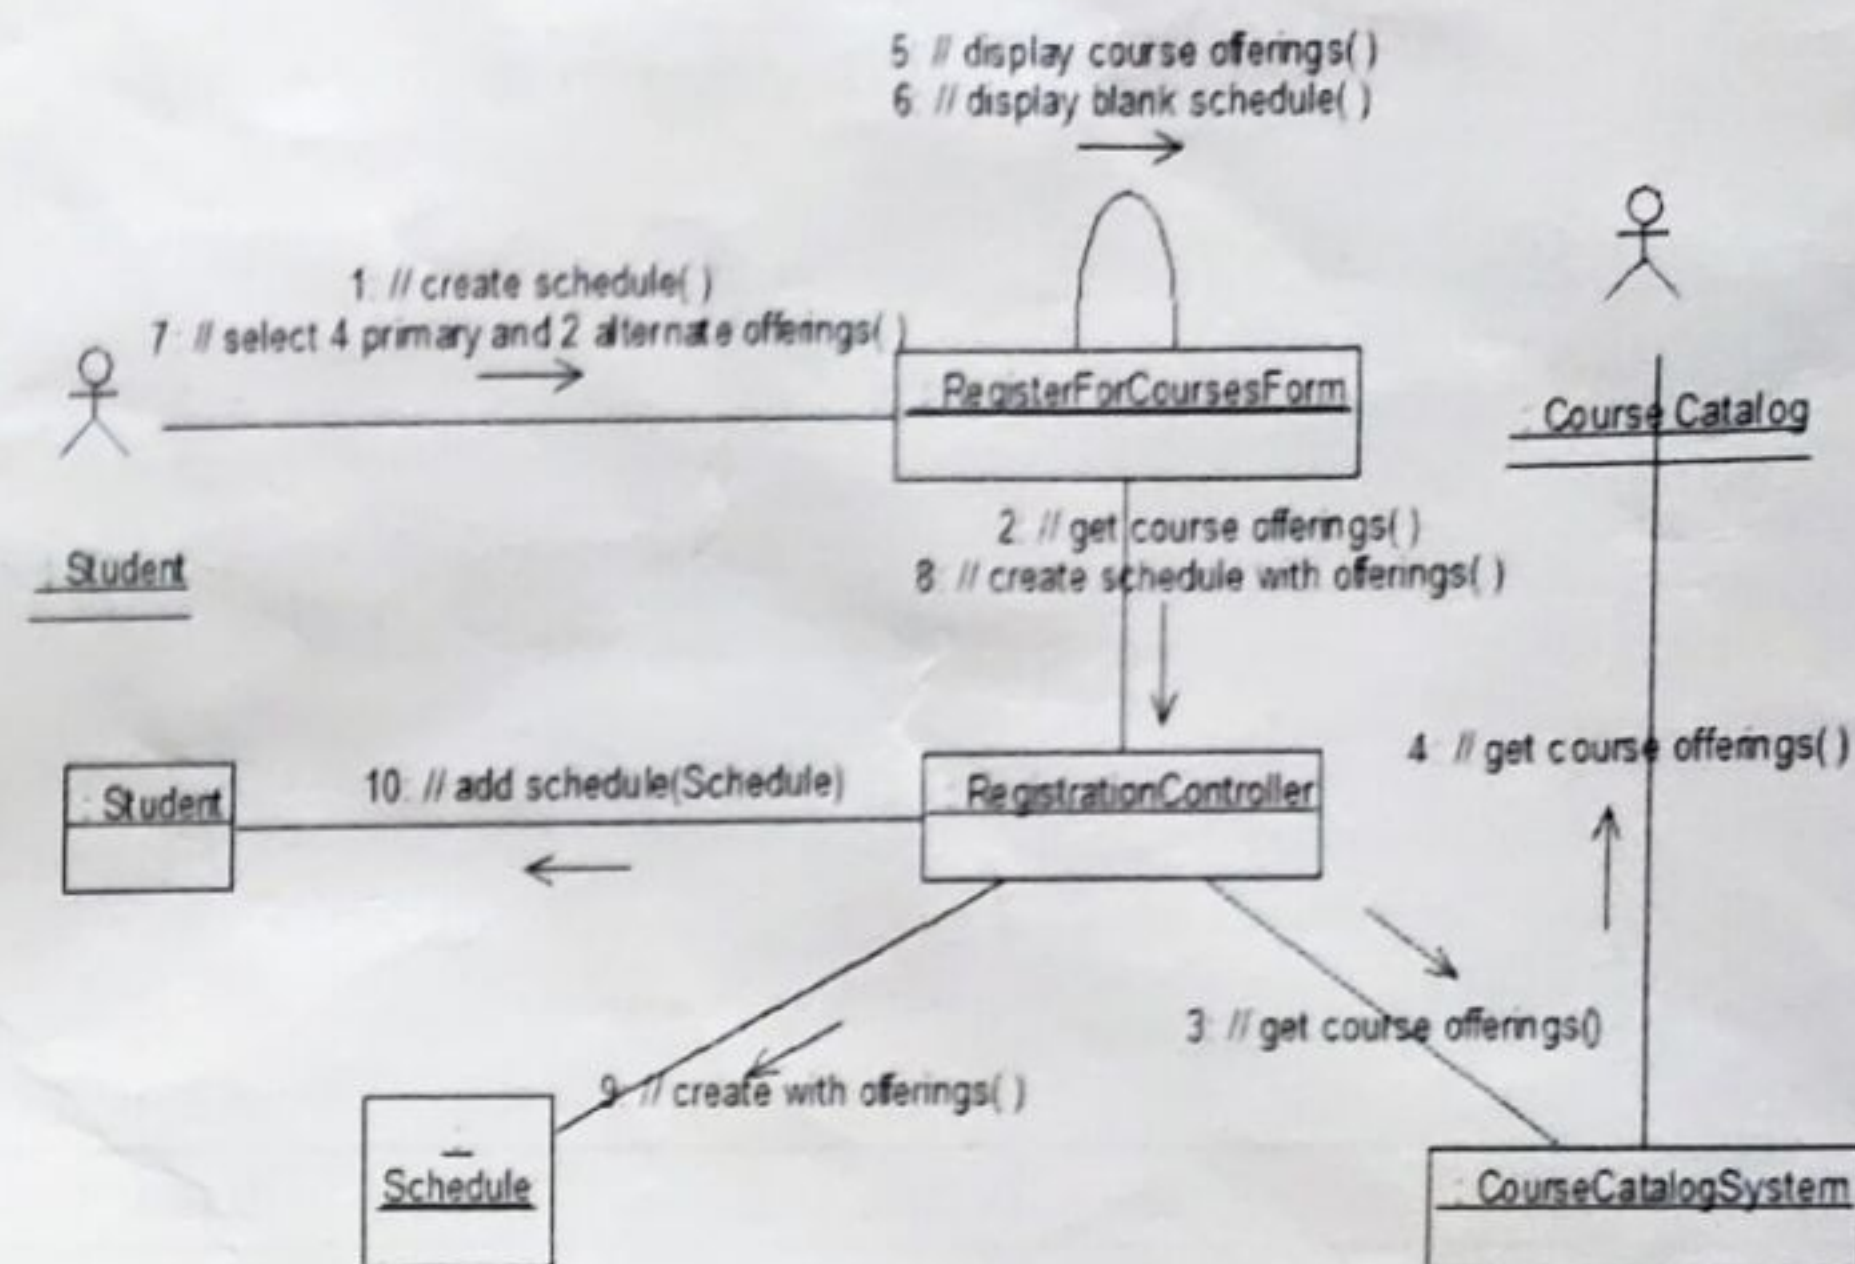 5: // display course offerings( )
6: // display blank schedule( )
1: // create schedule( )
7: // select 4 primary and 2 alternate offerings( )
: RegisterForCoursesForm
: Course Catalog
2: // get course offerings( )
8: // create schedule with offerings( )
: Student
4: // get course offerings( )
: Student
10: // add schedule(Schedule)
: RegistrationController
3: // get course offerings()
9: // create with offerings( )
:
Schedule
: CourseCatalogSystem